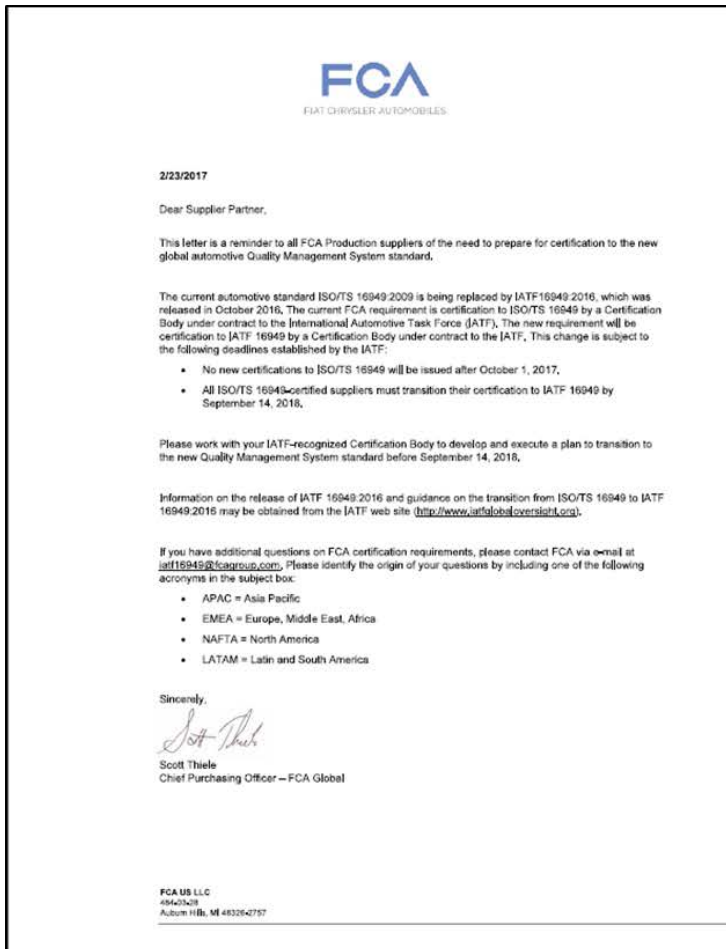 FCA
FIAT CHRYSLER AUTOMOBILES
2/23/2017
Dear Supplier Partner,
This letter is a reminder to all FCA Production suppliers of the need to prepare for certification to the new
global automotive Quality Management System standard.
The current automotive standard ISO/TS 16949:2009 is being replaced by IATF16949:2016, which was
released in October 2016. The current FCA requirement is certification to ISO/TS 16949 by a Certification
Body under contract to the International Automotive Task Force (IATF). The new requirement will be
certification to IATF 16949 by a Certification Body under contract to the IATF. This change is subject to
the following deadlines established by the IATF:
• No new certifications to ISO/TS 16949 will be issued after October 1, 2017.
• All ISO/TS 16949-certified suppliers must transition their certification to IATF 16949 by
September 14, 2018.
Please work with your IATF-recognized Certification Body to develop and execute a plan to transition to
the new Quality Management System standard before September 14, 2018.
Information on the release of IATF 16949:2016 and guidance on the transition from ISO/TS 16949 to IATF
16949:2016 may be obtained from the IATF web site (http://www.iatfglobaloversight.org).
If you have additional questions on FCA certification requirements, please contact FCA via e-mail at
iatf16949@fcagroup.com. Please identify the origin of your questions by including one of the following
acronyms in the subject box:
• APAC = Asia Pacific
• EMEA = Europe, Middle East, Africa
• NAFTA = North America
• LATAM = Latin and South America
Sincerely,
Scott Thiele
Scott Thiele
Chief Purchasing Officer – FCA Global
FCA US LLC
484-03-28
Auburn Hills, MI 48326-2757